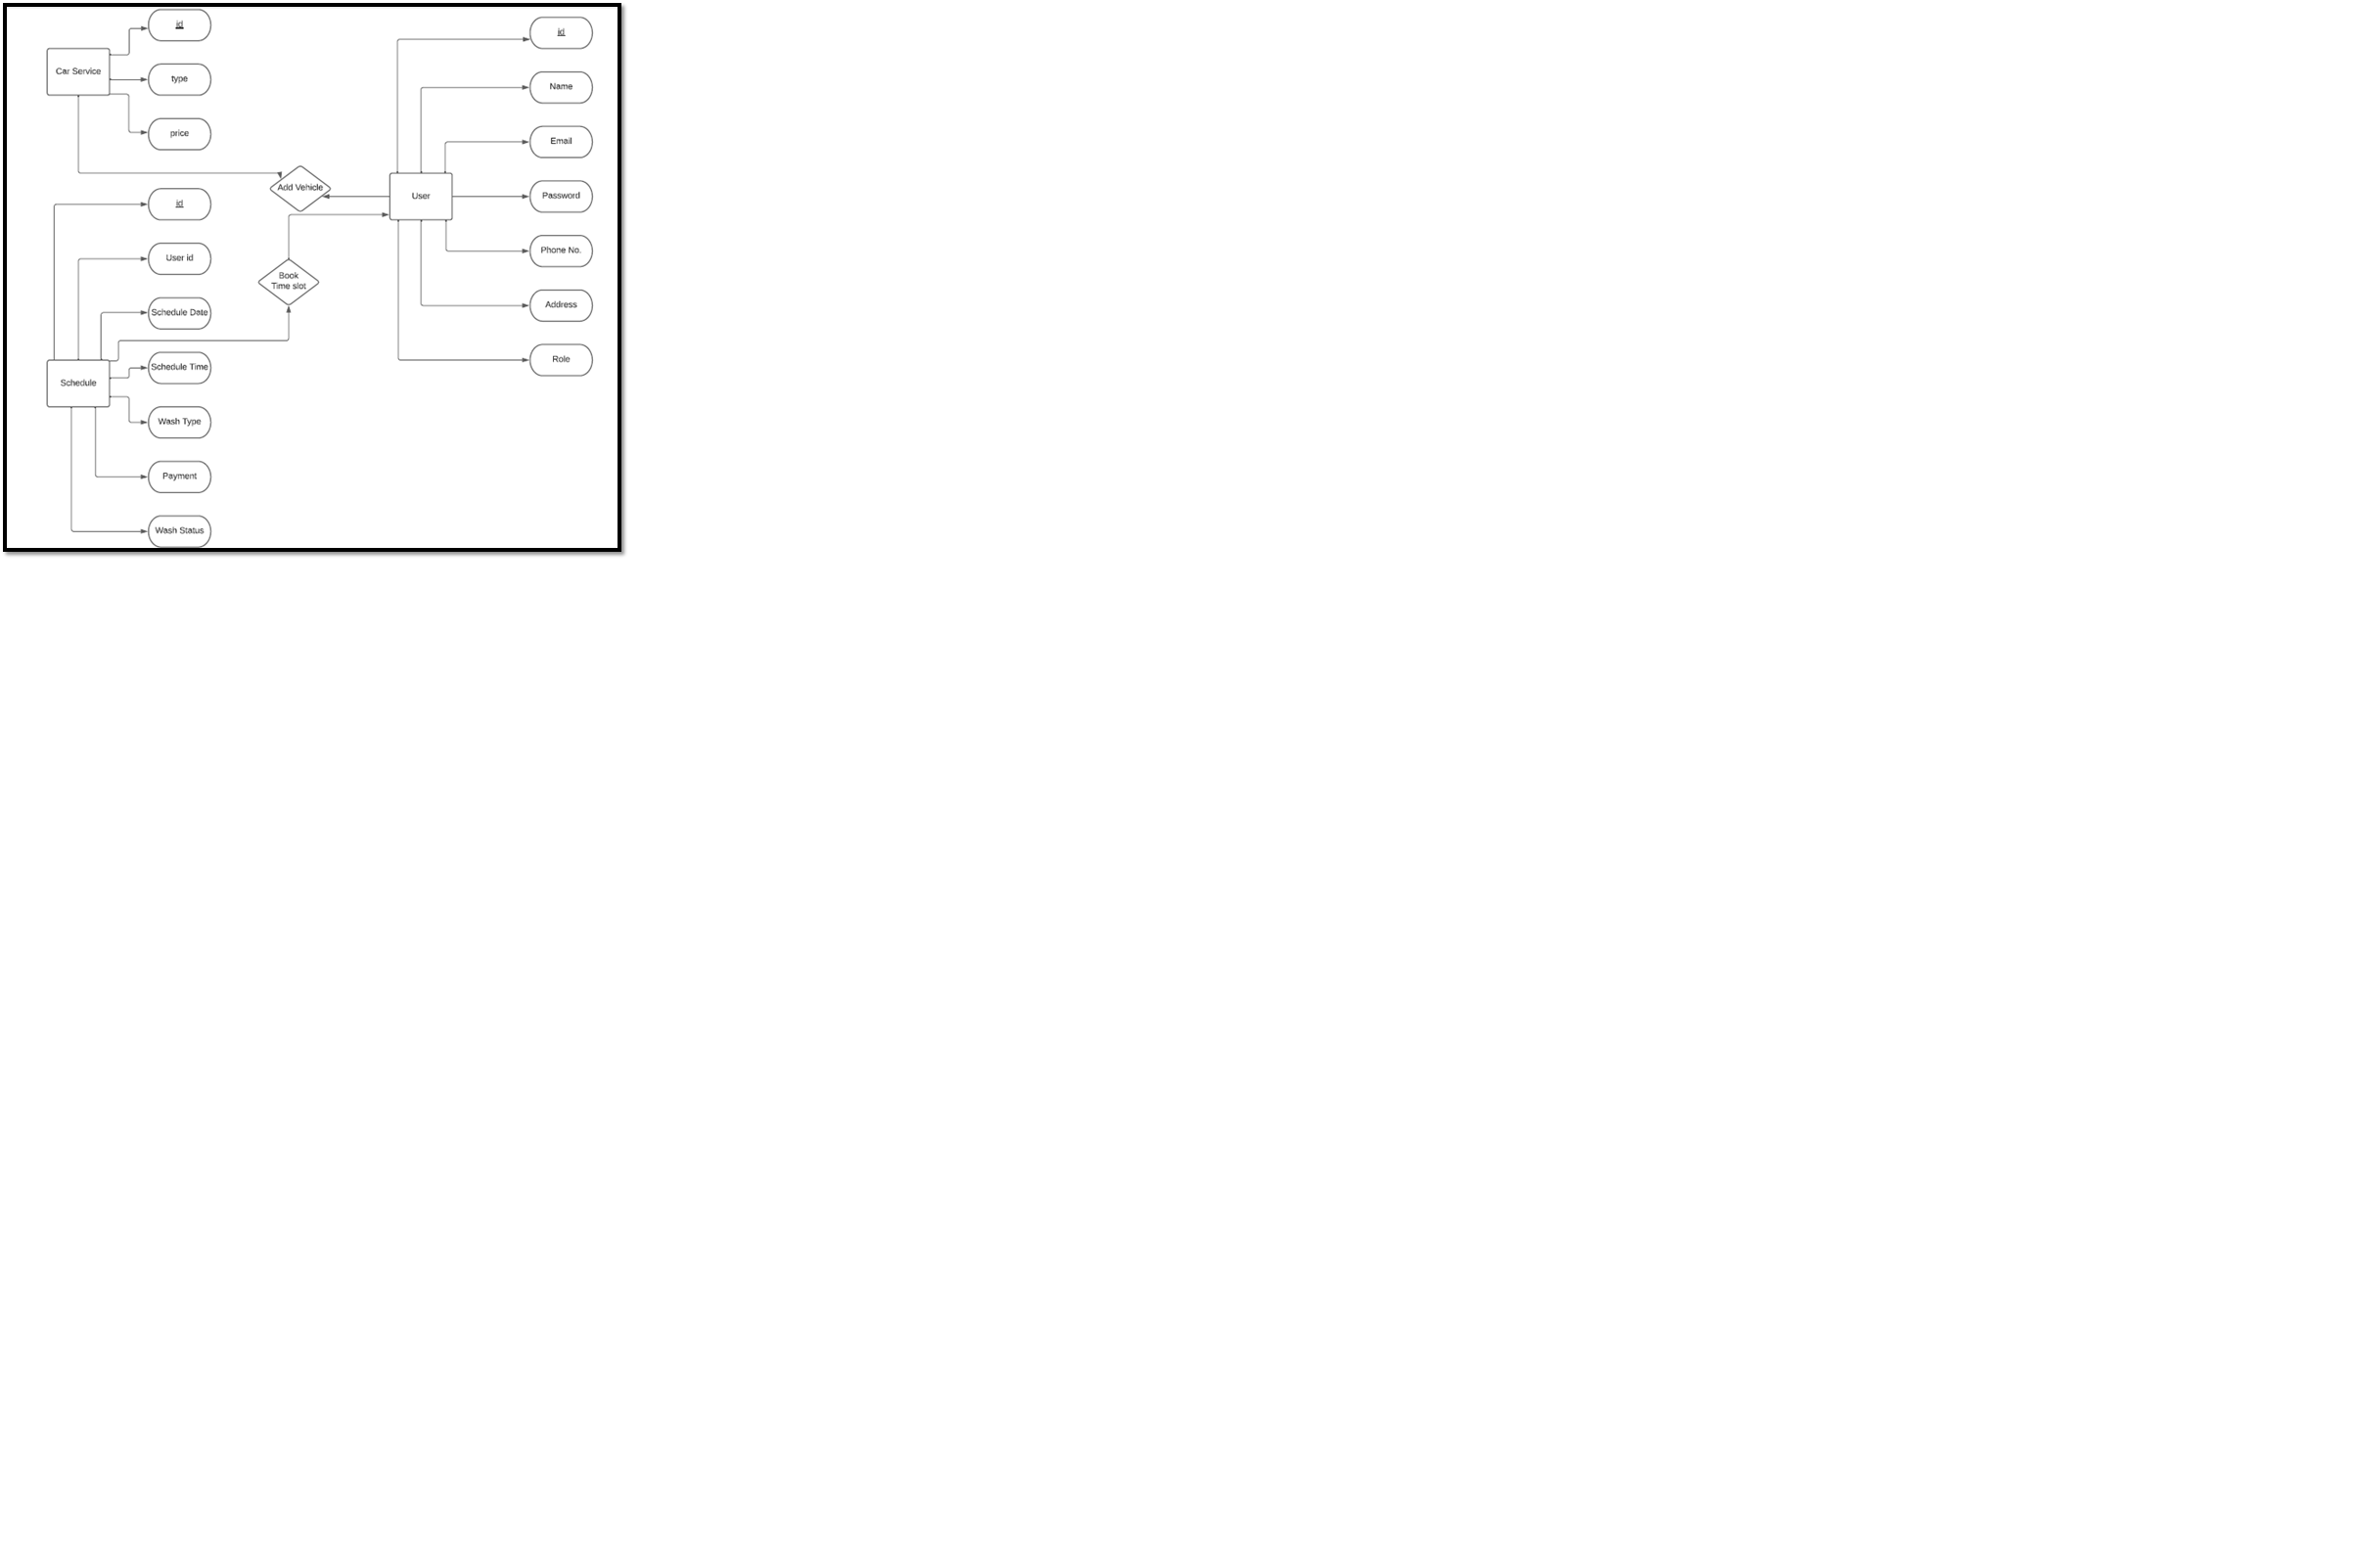 id
Car Service
type
price
id
User id
Schedule Date
Schedule Time
Schedule
Wash Type
Payment
Wash Status
Add Vehicle
Book
Time slot
User
id
Name
Email
Password
Phone No.
Address
Role